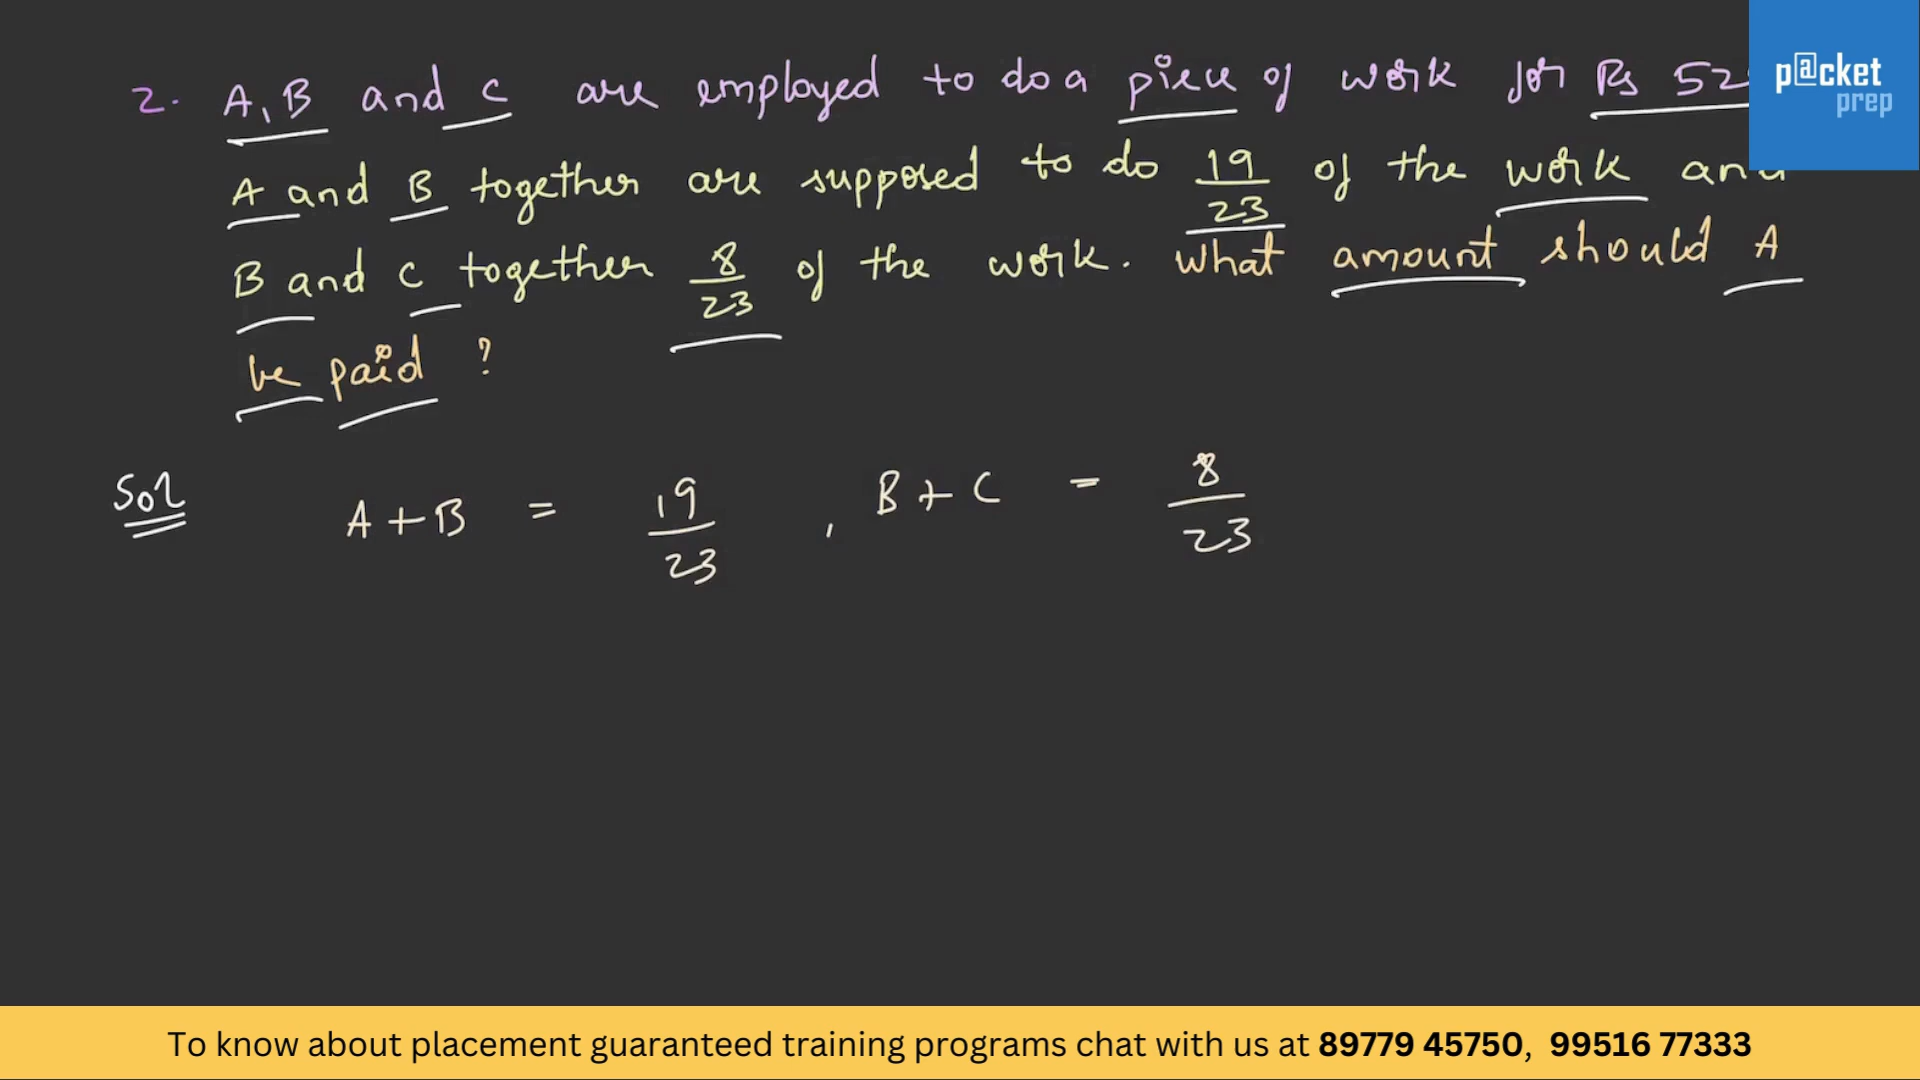 2. A, B and C are employed to do a piece of work for Rs
A and B together are supposed to do 19/23 of the work and
B and C together 8/23 of the work. What amount should A
be paid ?
Sol A + B = 19/23 , B + C = 8/23
p@cket
prep
To know about placement guaranteed training programs chat with us at 89779 45750, 99516 77333